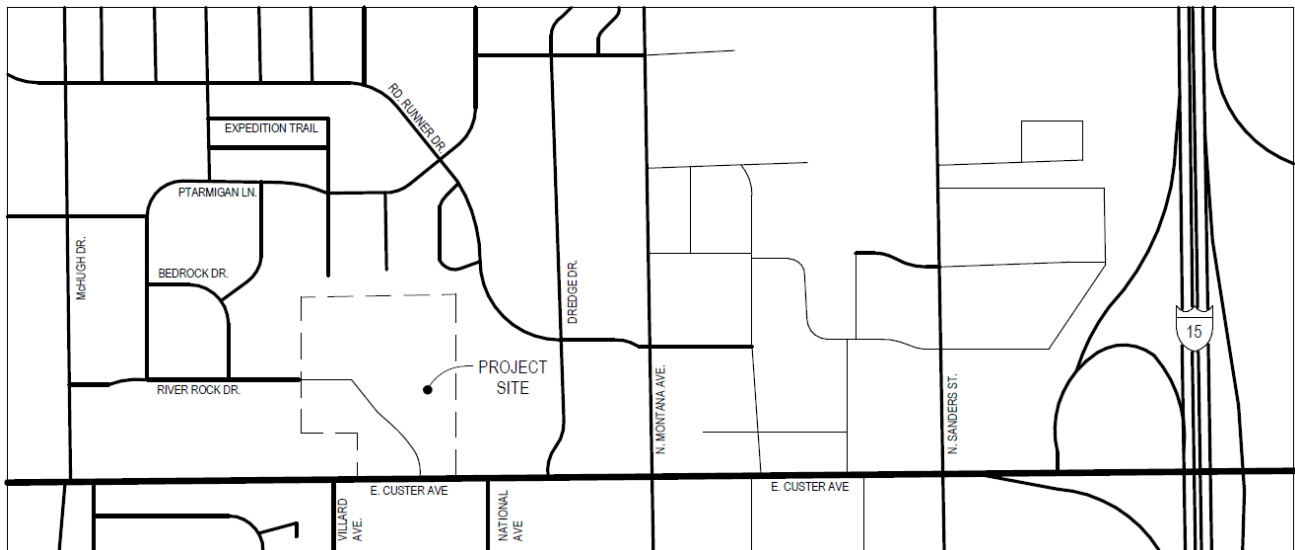 RD. RUNNER DR.
EXPEDITION TRAIL
PTARMIGAN LN.
McHUGH DR.
BEDROCK DR.
DREDGE DR.
15
PROJECT
SITE
RIVER ROCK DR.
N. MONTANA AVE.
N. SANDERS ST.
E. CUSTER AVE
E. CUSTER AVE
VILLARD
AVE.
NATIONAL
AVE